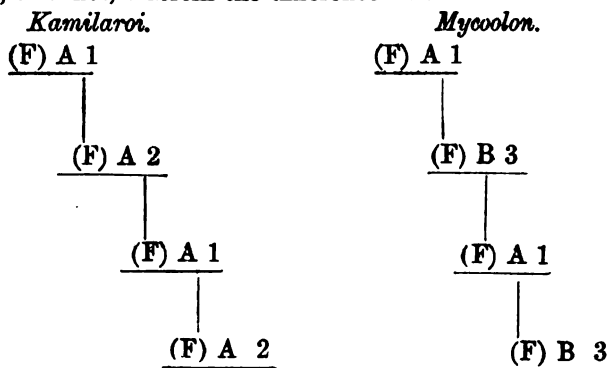 Kamilaroi. Mycoolon.
(F) A 1 (F) A 1
(F) A 2 (F) B 3
(F) A 1 (F) A 1
(F) A 2 (F) B 3